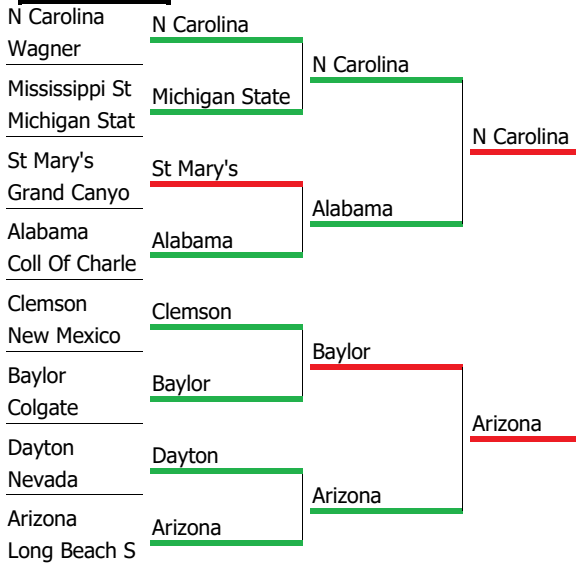 N Carolina
Wagner
Mississippi St
Michigan Stat
St Mary's
Grand Canyo
Alabama
Coll Of Charle
Clemson
New Mexico
Baylor
Colgate
Dayton
Nevada
Arizona
Long Beach S
N Carolina
Michigan State
St Mary's
Alabama
Clemson
Baylor
Dayton
Arizona
N Carolina
Alabama
Baylor
Arizona
N Carolina
Arizona